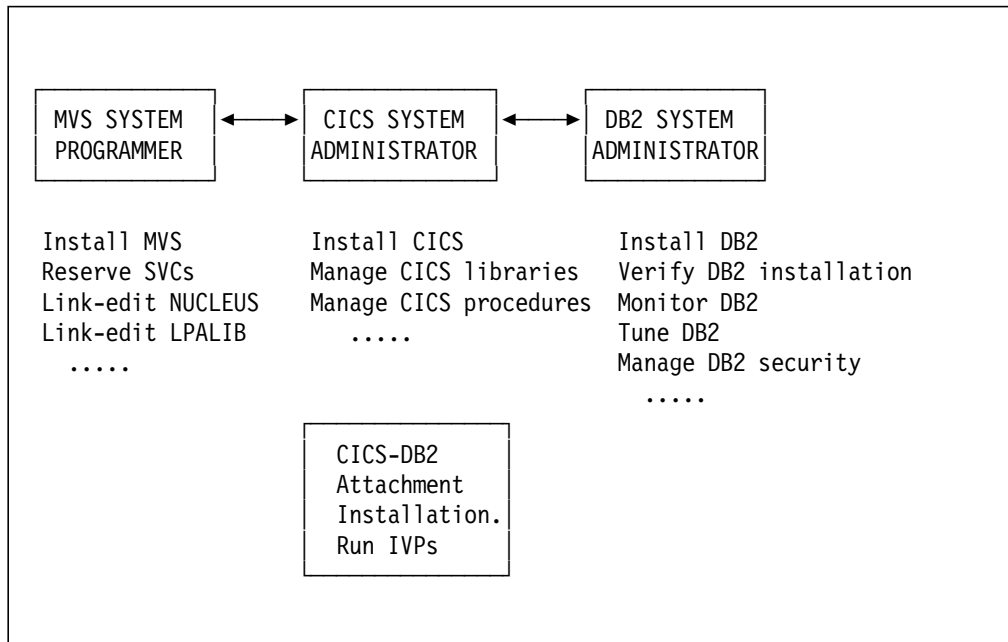 MVS SYSTEM
PROGRAMMER
CICS SYSTEM
ADMINISTRATOR
DB2 SYSTEM
ADMINISTRATOR
Install MVS
Reserve SVCs
Link-edit NUCLEUS
Link-edit LPALIB
.....
Install CICS
Manage CICS libraries
Manage CICS procedures
.....
Install DB2
Verify DB2 installation
Monitor DB2
Tune DB2
Manage DB2 security
.....
CICS-DB2
Attachment
Installation.
Run IVPs